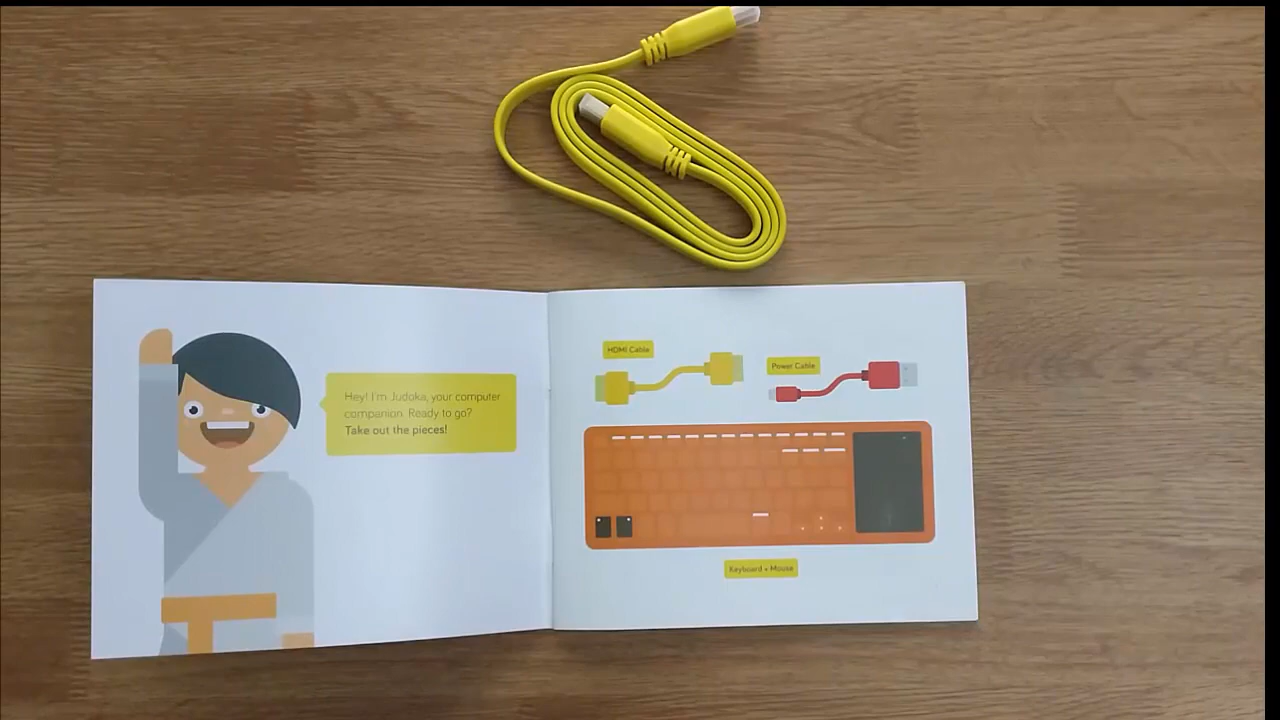 Hey! I'm Judoka, your computer
companion. Ready to go?
Take out the pieces!
HDMI Cable
Power Cable
Keyboard + Mouse